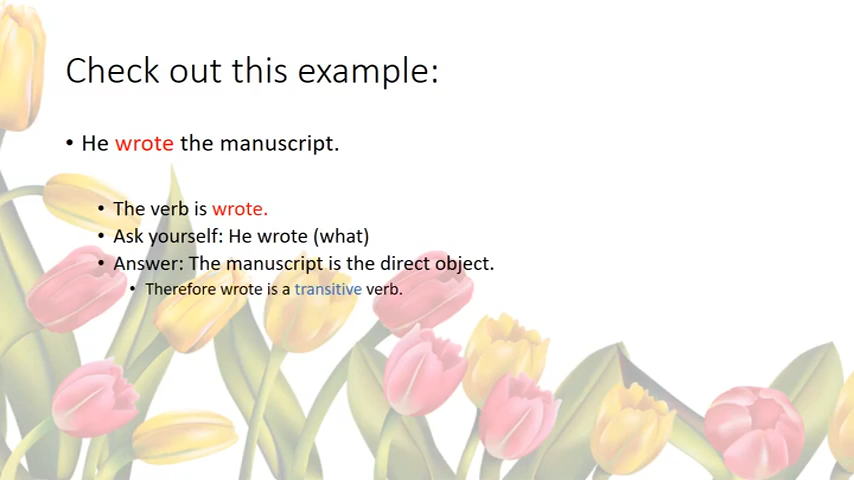 Check out this example:
• He wrote the manuscript.
• The verb is wrote.
• Ask yourself: He wrote (what)
• Answer: The manuscript is the direct object.
• Therefore wrote is a transitive verb.